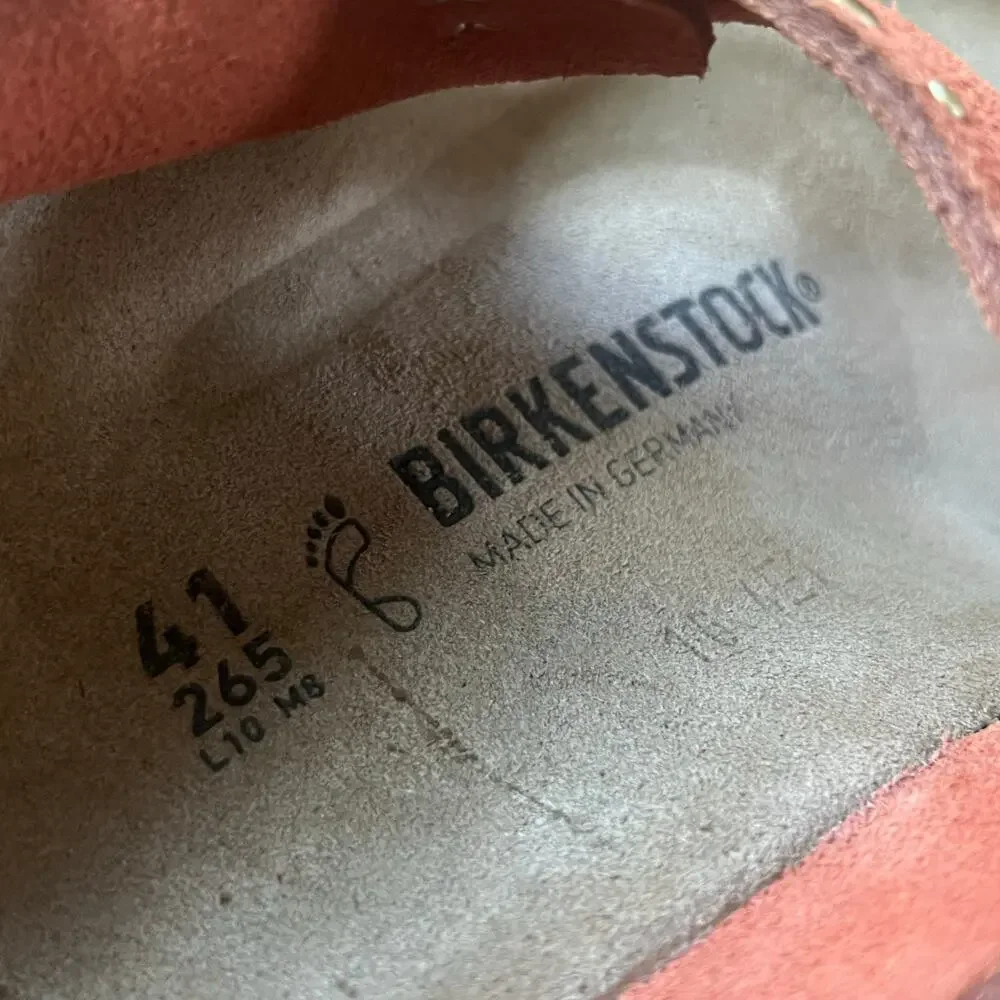 BIRKENSTOCK®
MADE IN GERMANY
41
265
L10 M8